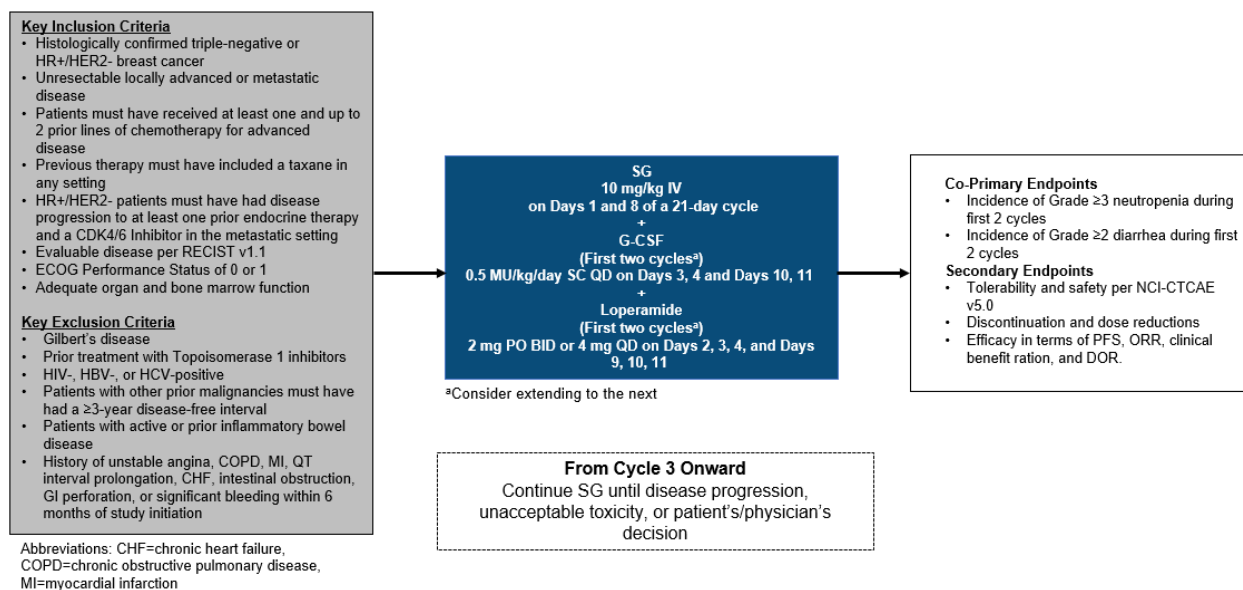 Key Inclusion Criteria
• Histologically confirmed triple-negative or
HR+/HER2- breast cancer
• Unresectable locally advanced or metastatic
disease
• Patients must have received at least one and up to
2 prior lines of chemotherapy for advanced
disease
• Previous therapy must have included a taxane in
any setting
• HR+/HER2- patients must have had disease
progression to at least one prior endocrine therapy
and a CDK4/6 Inhibitor in the metastatic setting
• Evaluable disease per RECIST v1.1
• ECOG Performance Status of 0 or 1
• Adequate organ and bone marrow function
Key Exclusion Criteria
• Gilbert's disease
• Prior treatment with Topoisomerase 1 inhibitors
• HIV-, HBV-, or HCV-positive
• Patients with other prior malignancies must have
had a ≥3-year disease-free interval
• Patients with active or prior inflammatory bowel
disease
• History of unstable angina, COPD, MI, QT
interval prolongation, CHF, intestinal obstruction,
GI perforation, or significant bleeding within 6
months of study initiation
Abbreviations: CHF=chronic heart failure,
COPD=chronic obstructive pulmonary disease,
MI=myocardial infarction
SG
10 mg/kg IV
on Days 1 and 8 of a 21-day cycle
+
G-CSF
(First two cyclesᵃ)
0.5 MU/kg/day SC QD on Days 3, 4 and Days 10, 11
+
Loperamide
(First two cyclesᵃ)
2 mg PO BID or 4 mg QD on Days 2, 3, 4, and Days
9, 10, 11
ᵃConsider extending to the next
From Cycle 3 Onward
Continue SG until disease progression,
unacceptable toxicity, or patient's/physician's
decision
Co-Primary Endpoints
• Incidence of Grade ≥3 neutropenia during
first 2 cycles
• Incidence of Grade ≥2 diarrhea during first
2 cycles
Secondary Endpoints
• Tolerability and safety per NCI-CTCAE
v5.0
• Discontinuation and dose reductions
• Efficacy in terms of PFS, ORR, clinical
benefit ration, and DOR.